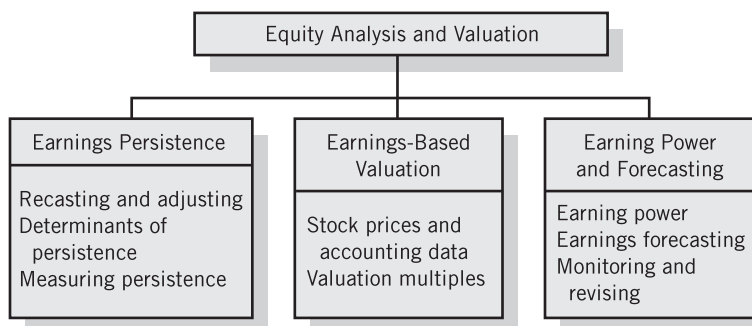 Equity Analysis and Valuation
Earnings Persistence
Recasting and adjusting
Determinants of
persistence
Measuring persistence
Earnings-Based
Valuation
Stock prices and
accounting data
Valuation multiples
Earning Power
and Forecasting
Earning power
Earnings forecasting
Monitoring and
revising